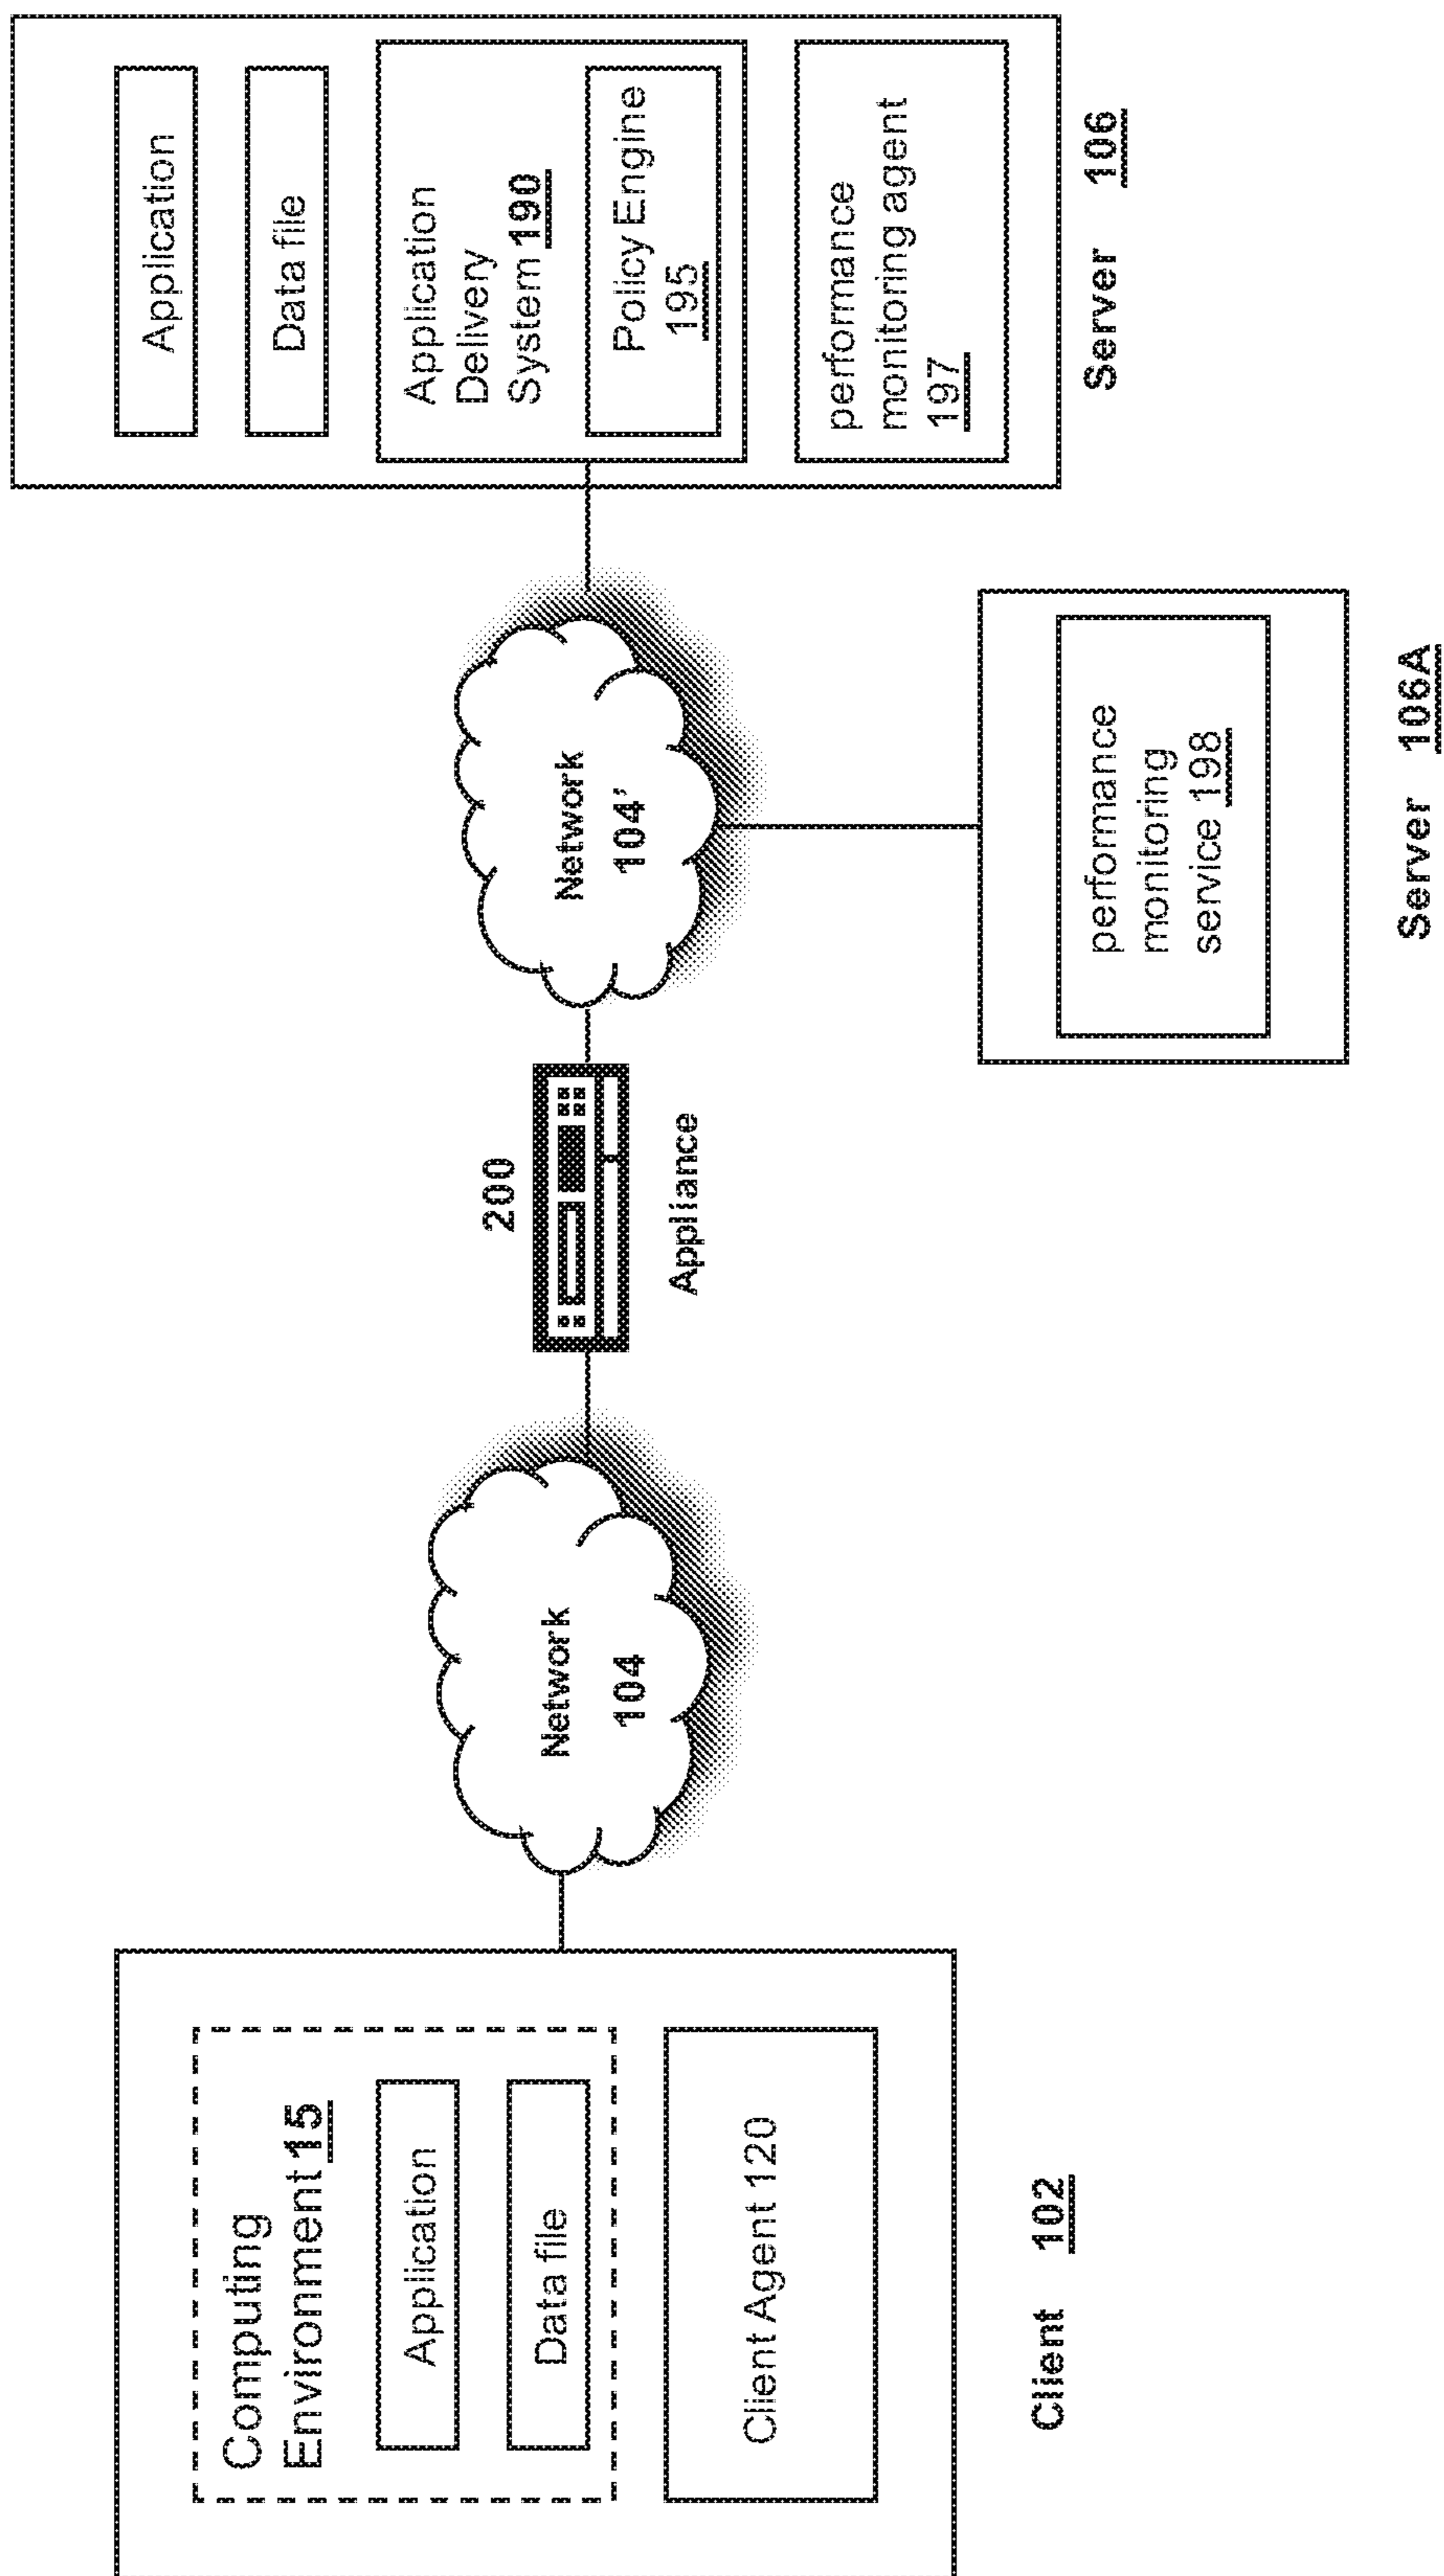 Computing
Environment 15
Application
Data file
Client Agent 120
Client 102
Network
104
200
Appliance
Network
104'
performance
monitoring
service 198
Server 106A
Application
Data file
Application
Delivery
System 190
Policy Engine
195
performance
monitoring agent
197
Server 106